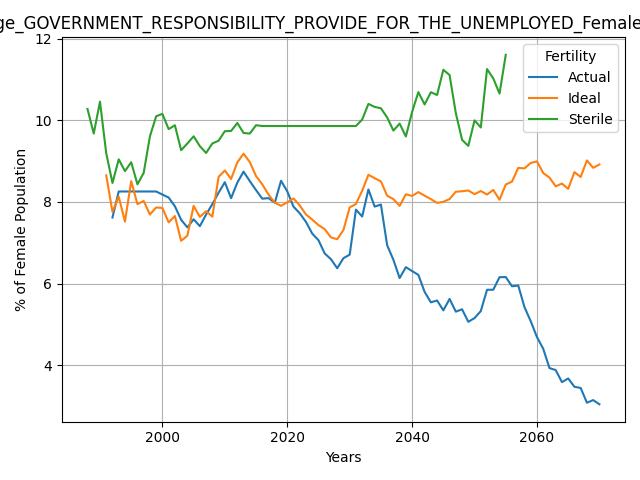 ge_GOVERNMENT_RESPONSIBILITY_PROVIDE_FOR_THE_UNEMPLOYED_Female
12
10
8
6
4
% of Female Population
2000
2020
2040
2060
Years
Fertility
Actual
Ideal
Sterile